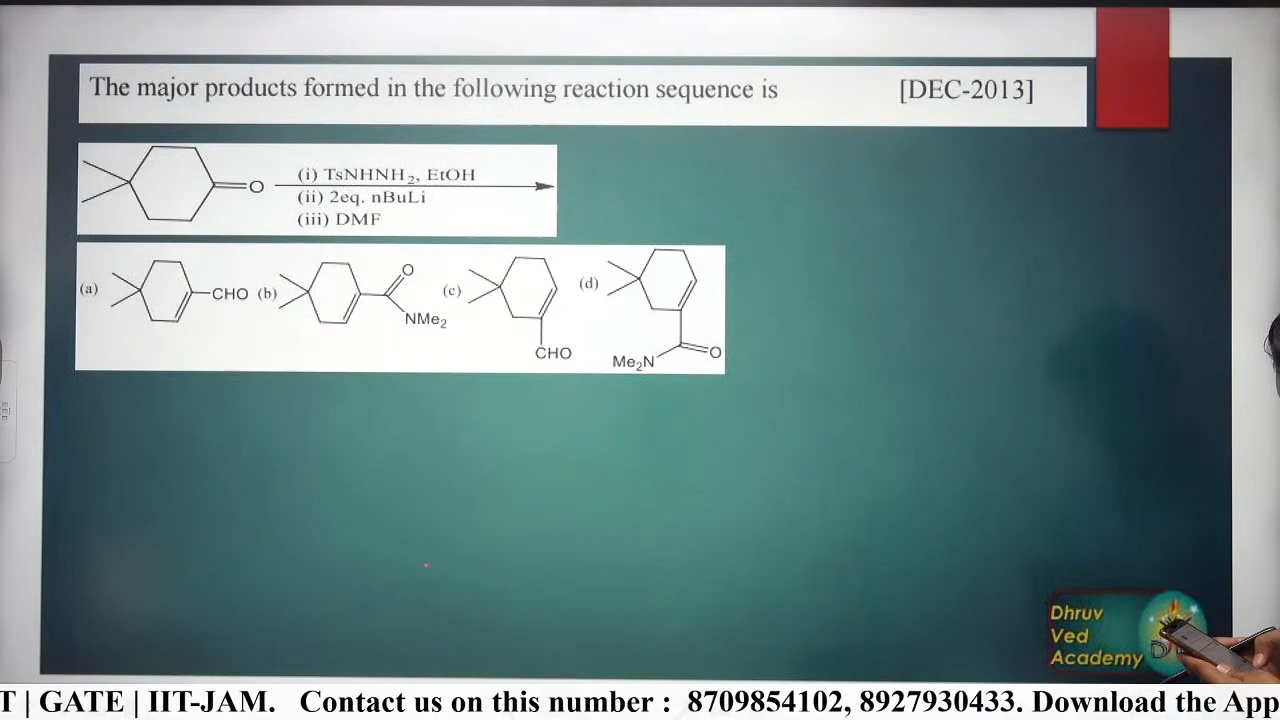 The major products formed in the following reaction sequence is [DEC-2013]
O
(i) TsNHNH2, EtOH
(ii) 2eq. nBuLi
(iii) DMF
(a) CHO
(b) O
NMe2
(c) CHO
(d) Me2N O
Dhruv
Ved
Academy
T | GATE | IIT-JAM. Contact us on this number : 8709854102, 8927930433. Download the App